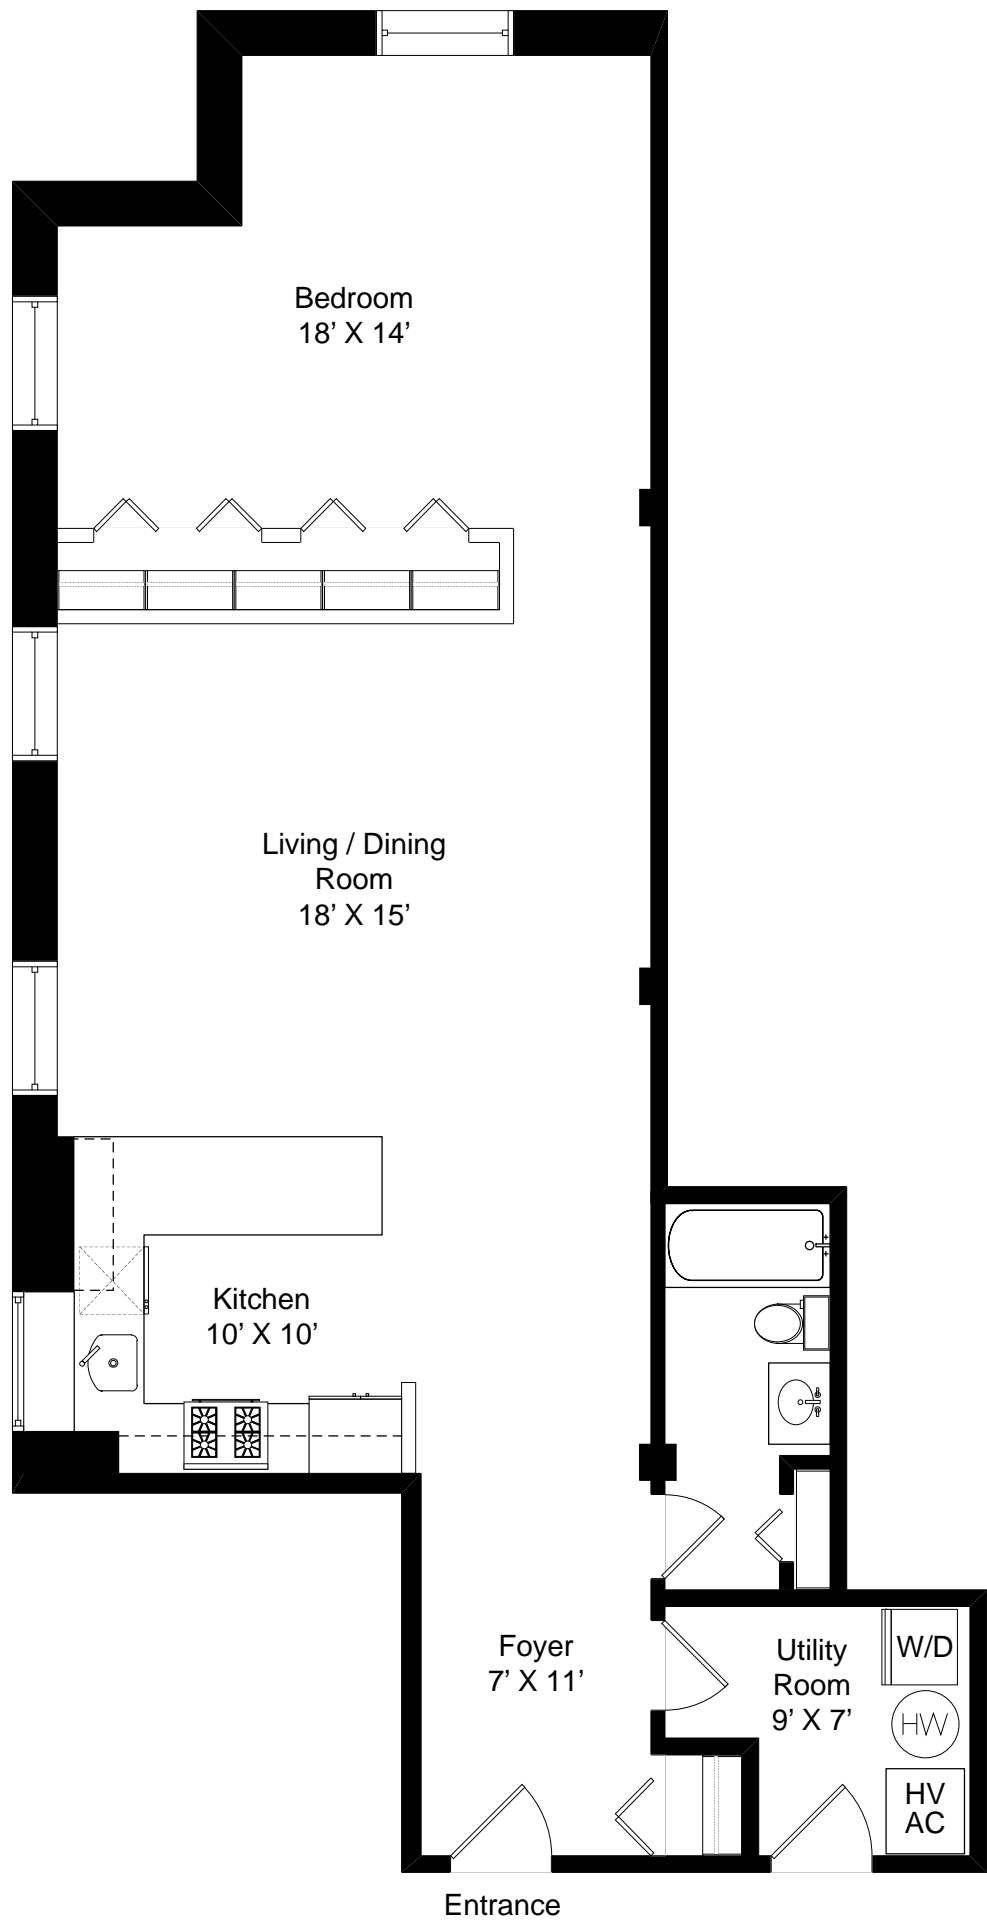 Bedroom
18’ X 14’
Living / Dining
Room
18’ X 15’
Kitchen
10’ X 10’
Foyer
7’ X 11’
Utility
Room
9’ X 7’
W/D
HW
HV
AC
Entrance